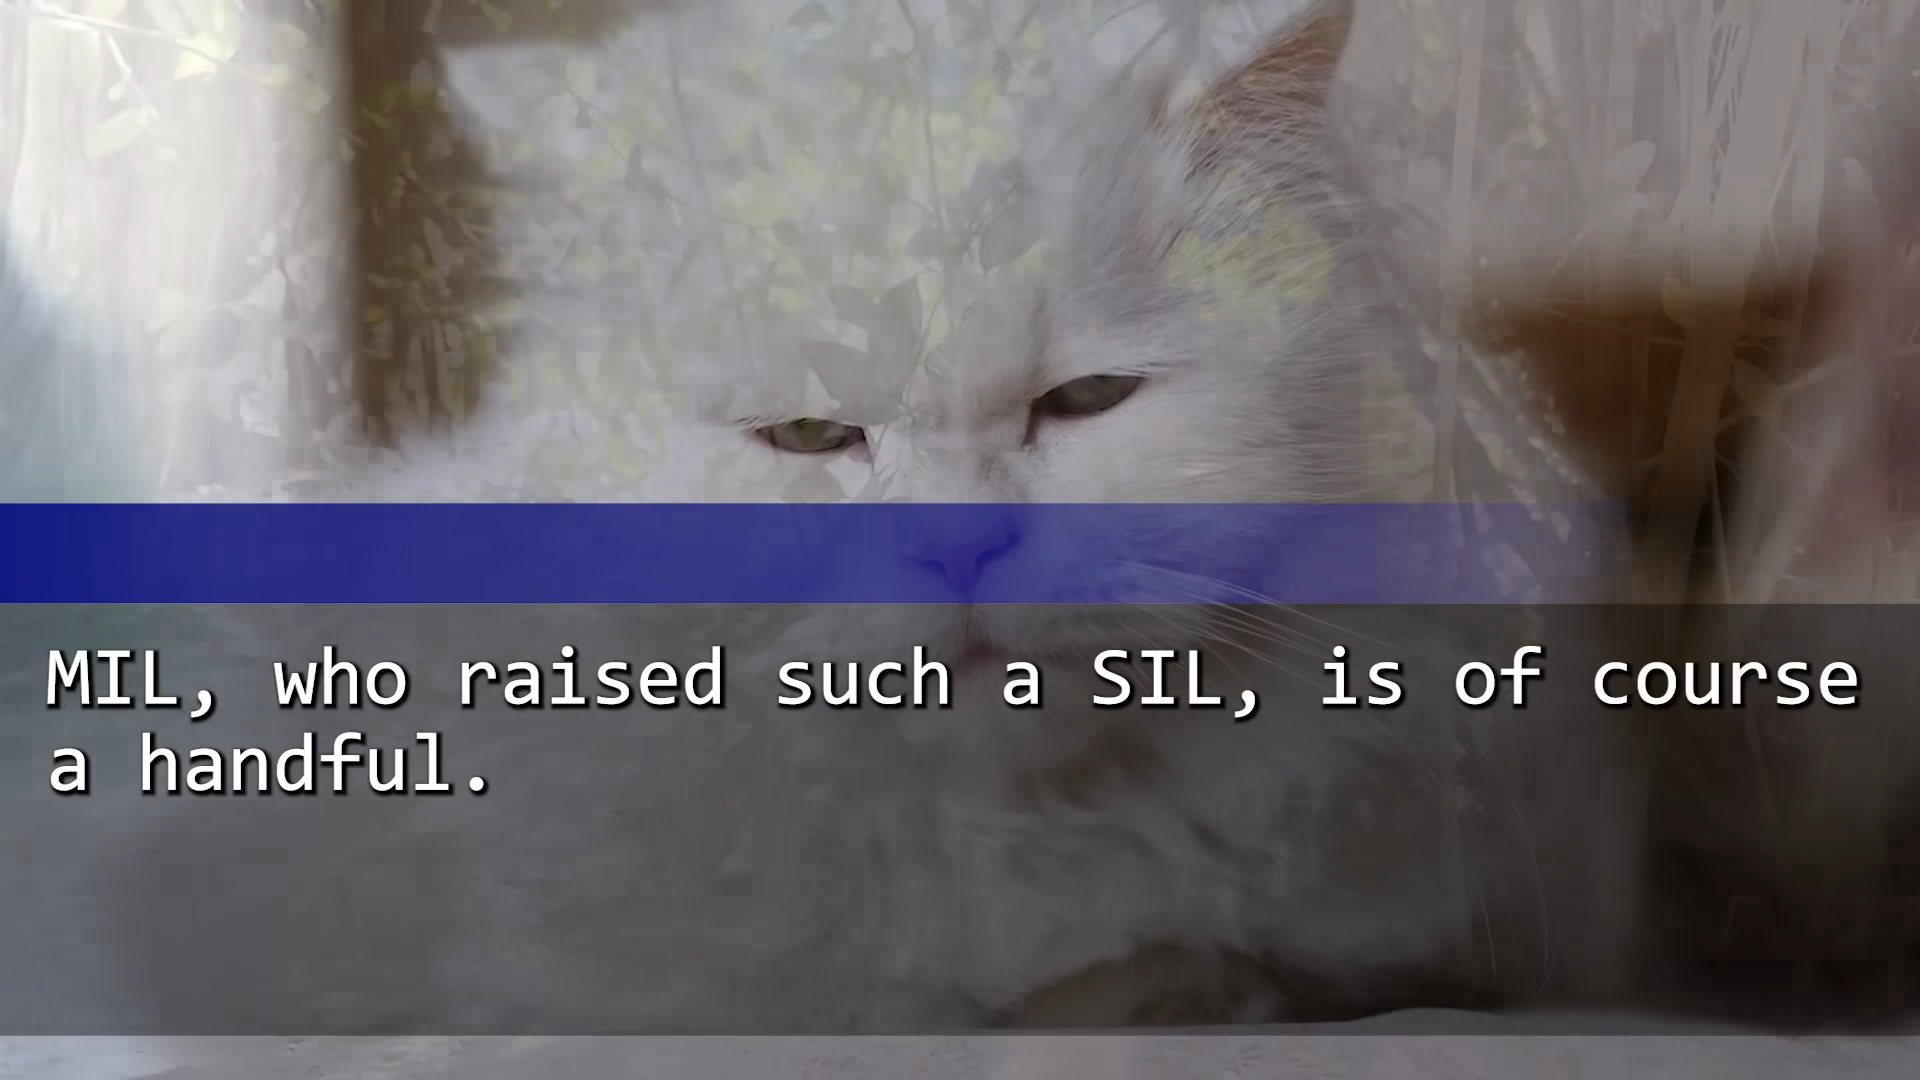 MIL, who raised such a SIL, is of course
a handful.